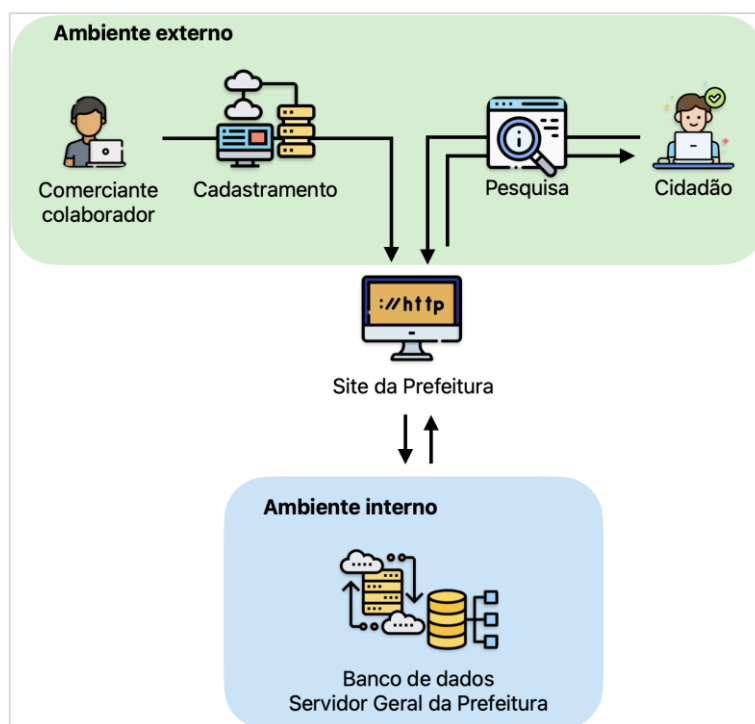 Ambiente externo
Comerciante
colaborador
Cadastramento
Pesquisa
Cidadão
://http
Site da Prefeitura
Ambiente interno
Banco de dados
Servidor Geral da Prefeitura